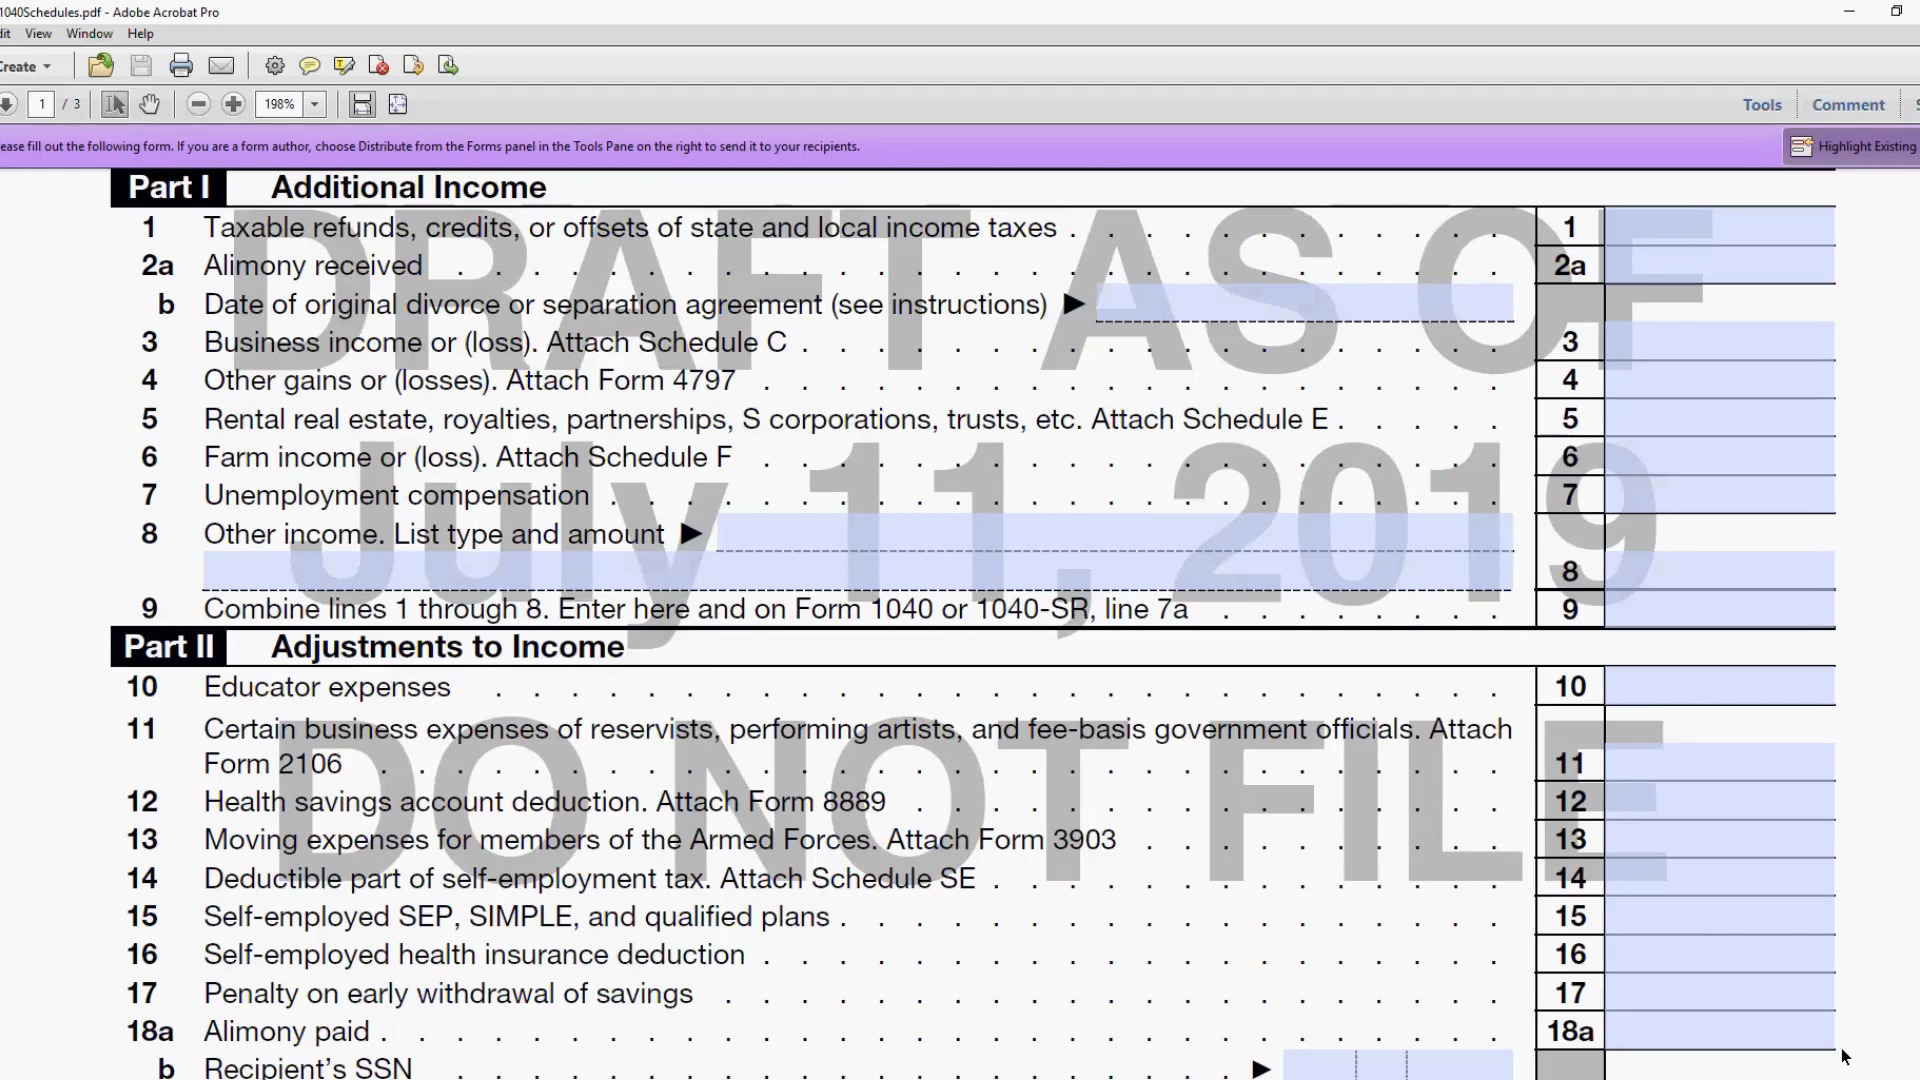 1040Schedules.pdf - Adobe Acrobat Pro
dit View Window Help
Create
1 / 3 198% Tools Comment
ease fill out the following form. If you are a form author, choose Distribute from the Forms panel in the Tools Pane on the right to send it to your recipients. Highlight Existing
Part I Additional Income
1 Taxable refunds, credits, or offsets of state and local income taxes . . . . . . . . . . . . 1
2a Alimony received . . . . . . . . . . . . . . . . . . . . . . . . . . . . 2a
b Date of original divorce or separation agreement (see instructions) ▶
3 Business income or (loss). Attach Schedule C . . . . . . . . . . . . . . . . . . . 3
4 Other gains or (losses). Attach Form 4797 . . . . . . . . . . . . . . . . . . . . 4
5 Rental real estate, royalties, partnerships, S corporations, trusts, etc. Attach Schedule E . . . . . 5
6 Farm income or (loss). Attach Schedule F . . . . . . . . . . . . . . . . . . . . 6
7 Unemployment compensation . . . . . . . . . . . . . . . . . . . . . . . . 7
8 Other income. List type and amount ▶
8
9 Combine lines 1 through 8. Enter here and on Form 1040 or 1040-SR, line 7a . . . . . . . . 9
Part II Adjustments to Income
10 Educator expenses . . . . . . . . . . . . . . . . . . . . . . . . . . . 10
11 Certain business expenses of reservists, performing artists, and fee-basis government officials. Attach
Form 2106 . . . . . . . . . . . . . . . . . . . . . . . . . . . . . . 11
12 Health savings account deduction. Attach Form 8889 . . . . . . . . . . . . . . . . 12
13 Moving expenses for members of the Armed Forces. Attach Form 3903 . . . . . . . . . . 13
14 Deductible part of self-employment tax. Attach Schedule SE . . . . . . . . . . . . . . 14
15 Self-employed SEP, SIMPLE, and qualified plans . . . . . . . . . . . . . . . . . . 15
16 Self-employed health insurance deduction . . . . . . . . . . . . . . . . . . . . 16
17 Penalty on early withdrawal of savings . . . . . . . . . . . . . . . . . . . . . 17
18a Alimony paid . . . . . . . . . . . . . . . . . . . . . . . . . . . . . . 18a
b Recipient's SSN . . . . . . . . . . . . . . . . . . . . . ▶
DRAFT AS OF
July 11, 2019
DO NOT FILE